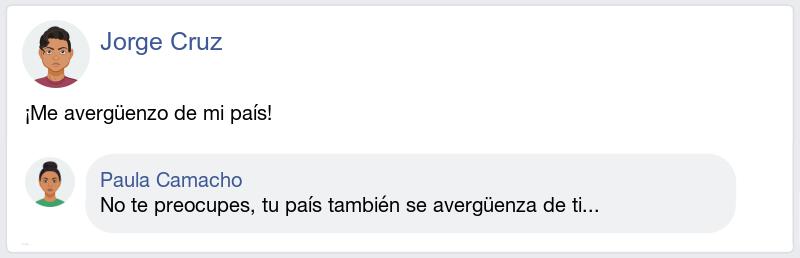 Jorge Cruz
¡Me avergüenzo de mi país!
Paula Camacho
No te preocupes, tu país también se avergüenza de ti...